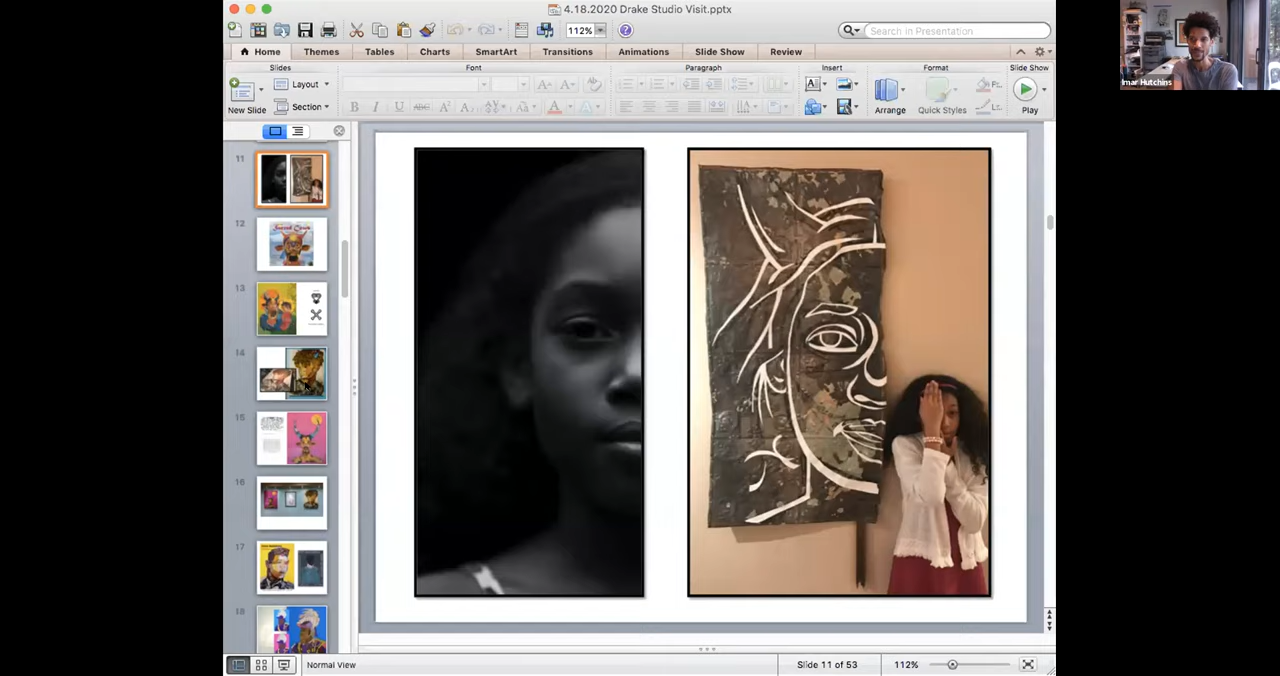 4.18.2020 Drake Studio Visit.pptx
112%
Search in Presentation
Home
Themes
Tables
Charts
SmartArt
Transitions
Animations
Slide Show
Review
Slides
Font
Paragraph
Insert
Format
Slide Show
New Slide
Layout
Section
B I U ABC
Arrange
Quick Styles
Play
Imar Hutchins
11
12
13
14
15
16
17
18
Normal View
Slide 11 of 53
112%